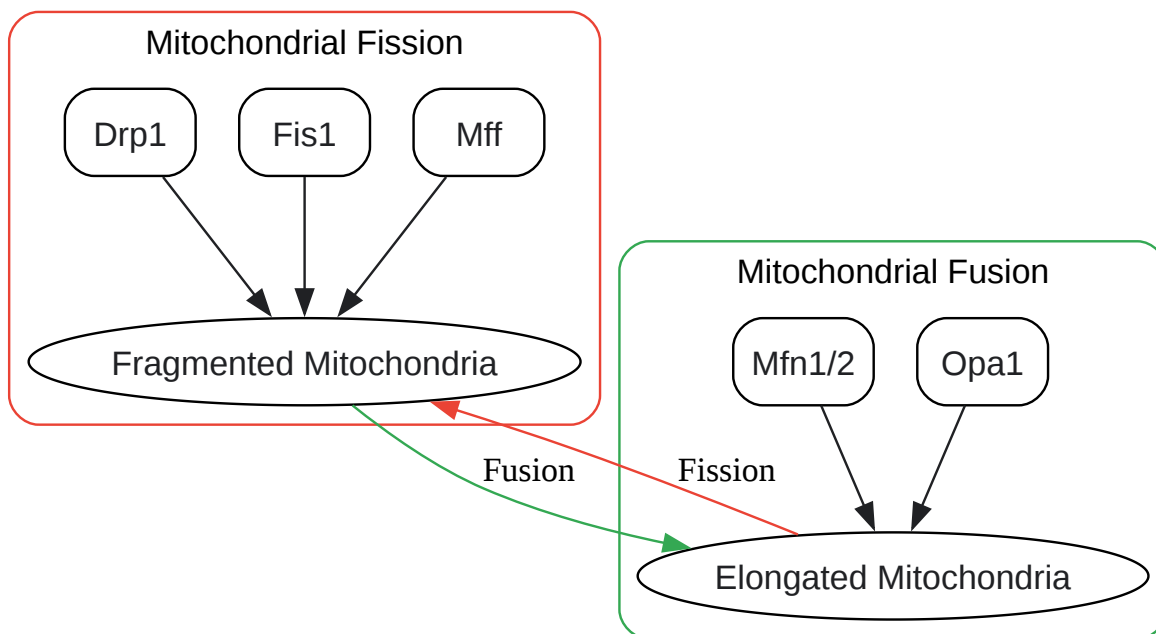 Mitochondrial Fission
Drp1
Fis1
Mff
Fragmented Mitochondria
Mitochondrial Fusion
Mfn1/2
Opa1
Fusion
Fission
Elongated Mitochondria